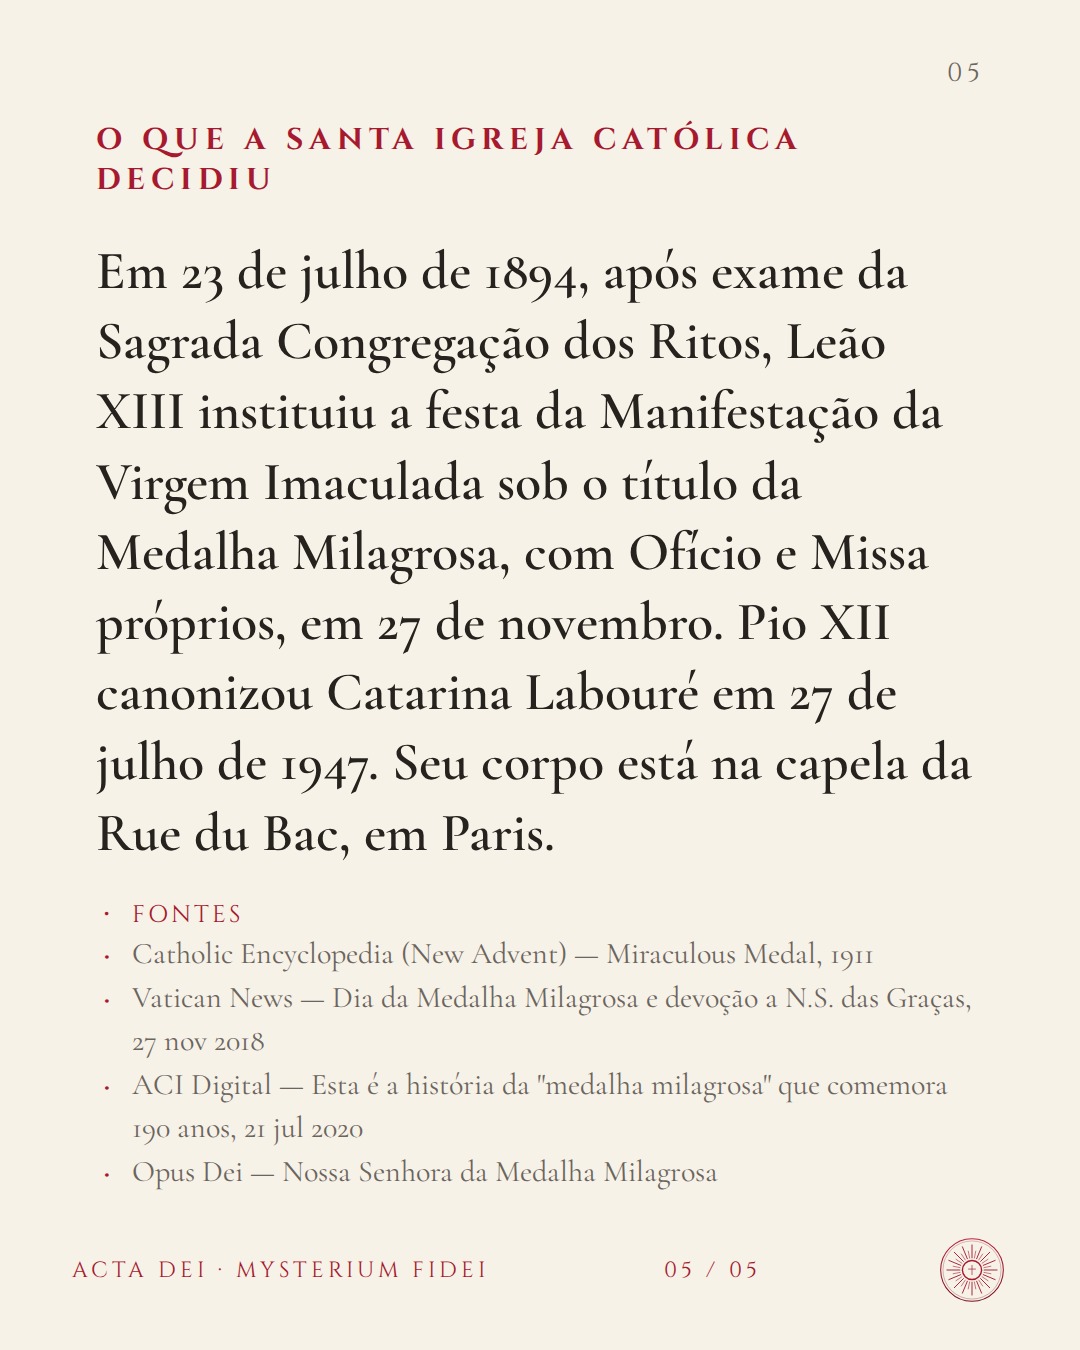 05
O QUE A SANTA IGREJA CATÓLICA
DECIDIU
Em 23 de julho de 1894, após exame da
Sagrada Congregação dos Ritos, Leão
XIII instituiu a festa da Manifestação da
Virgem Imaculada sob o título da
Medalha Milagrosa, com Ofício e Missa
próprios, em 27 de novembro. Pio XII
canonizou Catarina Labouré em 27 de
julho de 1947. Seu corpo está na capela da
Rue du Bac, em Paris.
· FONTES
· Catholic Encyclopedia (New Advent) — Miraculous Medal, 1911
· Vatican News — Dia da Medalha Milagrosa e devoção a N.S. das Graças,
27 nov 2018
· ACI Digital — Esta é a história da "medalha milagrosa" que comemora
190 anos, 21 jul 2020
· Opus Dei — Nossa Senhora da Medalha Milagrosa
ACTA DEI · MYSTERIUM FIDEI
05 / 05